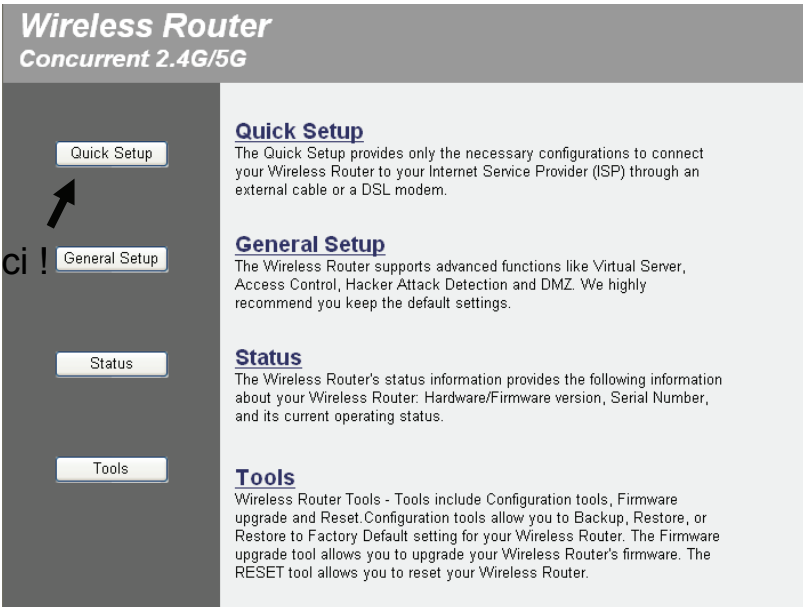 Wireless Router
Concurrent 2.4G/5G
Quick Setup
Quick Setup
The Quick Setup provides only the necessary configurations to connect
your Wireless Router to your Internet Service Provider (ISP) through an
external cable or a DSL modem.
ci !
General Setup
General Setup
The Wireless Router supports advanced functions like Virtual Server,
Access Control, Hacker Attack Detection and DMZ. We highly
recommend you keep the default settings.
Status
Status
The Wireless Router's status information provides the following information
about your Wireless Router: Hardware/Firmware version, Serial Number,
and its current operating status.
Tools
Tools
Wireless Router Tools - Tools include Configuration tools, Firmware
upgrade and Reset.Configuration tools allow you to Backup, Restore, or
Restore to Factory Default setting for your Wireless Router. The Firmware
upgrade tool allows you to upgrade your Wireless Router's firmware. The
RESET tool allows you to reset your Wireless Router.